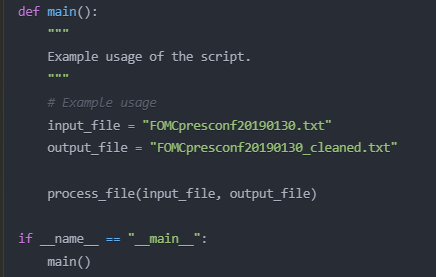 def main():
    """
    Example usage of the script.
    """
    # Example usage
    input_file = "FOMCpresconf20190130.txt"
    output_file = "FOMCpresconf20190130_cleaned.txt"

    process_file(input_file, output_file)

if __name__ == "__main__":
    main()